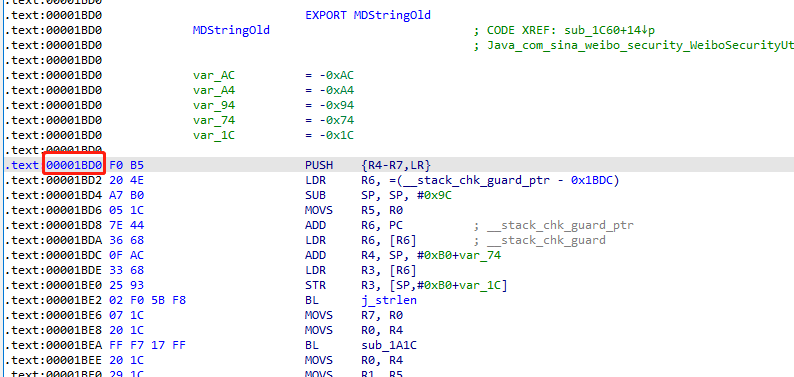 .text:00001BD0
.text:00001BD0 EXPORT MDStringOld
.text:00001BD0 MDStringOld ; CODE XREF: sub_1C60+14↓p
.text:00001BD0 ; Java_com_sina_weibo_security_WeiboSecurityUt
.text:00001BD0
.text:00001BD0 var_AC = -0xAC
.text:00001BD0 var_A4 = -0xA4
.text:00001BD0 var_94 = -0x94
.text:00001BD0 var_74 = -0x74
.text:00001BD0 var_1C = -0x1C
.text:00001BD0
.text:00001BD0 F0 B5 PUSH {R4-R7,LR}
.text:00001BD2 20 4E LDR R6, =(__stack_chk_guard_ptr - 0x1BDC)
.text:00001BD4 A7 B0 SUB SP, SP, #0x9C
.text:00001BD6 05 1C MOVS R5, R0
.text:00001BD8 7E 44 ADD R6, PC ; __stack_chk_guard_ptr
.text:00001BDA 36 68 LDR R6, [R6] ; __stack_chk_guard
.text:00001BDC 0F AC ADD R4, SP, #0xB0+var_74
.text:00001BDE 33 68 LDR R3, [R6]
.text:00001BE0 25 93 STR R3, [SP,#0xB0+var_1C]
.text:00001BE2 02 F0 5B F8 BL j_strlen
.text:00001BE6 07 1C MOVS R7, R0
.text:00001BE8 20 1C MOVS R0, R4
.text:00001BEA FF F7 17 FF BL sub_1A1C
.text:00001BEE 20 1C MOVS R0, R4
.text:00001BF0 29 1C MOVS R1, R5